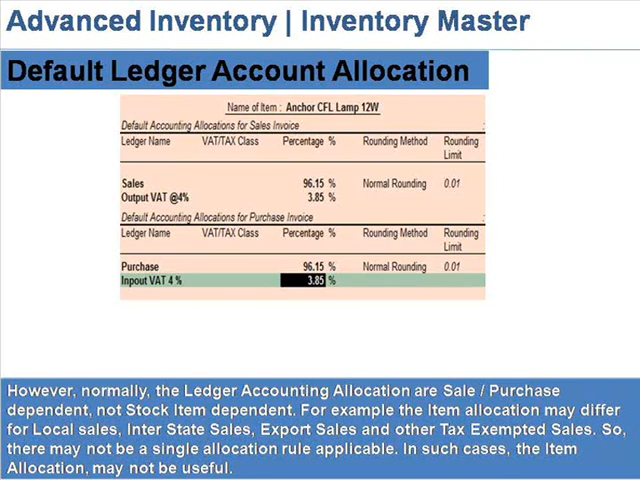 Advanced Inventory | Inventory Master
Default Ledger Account Allocation
Name of Item : Anchor CFL Lamp 12W
Default Accounting Allocations for Sales Invoice :
Ledger Name VAT/TAX Class Percentage % Rounding Method Rounding
Limit
Sales 96.15 % Normal Rounding 0.01
Output VAT @4% 3.85 %
Default Accounting Allocations for Purchase Invoice :
Ledger Name VAT/TAX Class Percentage % Rounding Method Rounding
Limit
Purchase 96.15 % Normal Rounding 0.01
Inpout VAT 4 % 3.85 %
However, normally, the Ledger Accounting Allocation are Sale / Purchase
dependent, not Stock Item dependent. For example the Item allocation may differ
for Local sales, Inter State Sales, Export Sales and other Tax Exempted Sales. So,
there may not be a single allocation rule applicable. In such cases, the Item
Allocation, may not be useful.